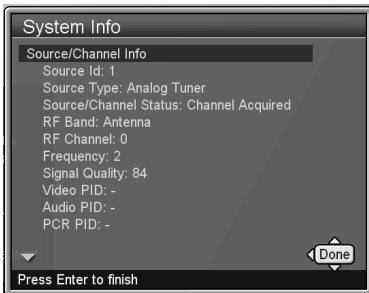 System Info
Source/Channel Info
Source Id: 1
Source Type: Analog Tuner
Source/Channel Status: Channel Acquired
RF Band: Antenna
RF Channel: 0
Frequency: 2
Signal Quality: 84
Video PID: -
Audio PID: -
PCR PID: -
Done
Press Enter to finish